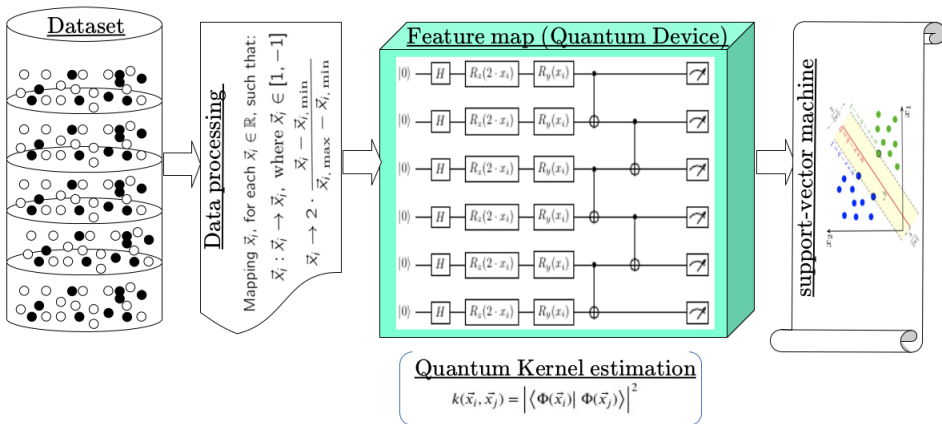 Dataset
Data processing
Mapping x⃗ᵢ, for each x⃗ᵢ ∈ ℝ, such that:
x⃗ᵢ : x⃗ᵢ → x⃗ᵢ, where x⃗ᵢ ∈ [1, −1]
x⃗ᵢ → 2 · (x⃗ᵢ − x⃗ᵢ,min) / (x⃗ᵢ,max − x⃗ᵢ,min)
Feature map (Quantum Device)
|0⟩ H R_z(2 · xᵢ) R_y(xᵢ)
|0⟩ H R_z(2 · xᵢ) R_y(xᵢ)
|0⟩ H R_z(2 · xᵢ) R_y(xᵢ)
|0⟩ H R_z(2 · xᵢ) R_y(xᵢ)
|0⟩ H R_z(2 · xᵢ) R_y(xᵢ)
|0⟩ H R_z(2 · xᵢ) R_y(xᵢ)
Quantum Kernel estimation
k(x⃗ᵢ, x⃗ⱼ) = |⟨Φ(x⃗ᵢ)| Φ(x⃗ⱼ)⟩|²
support-vector machine
x₁
x₂